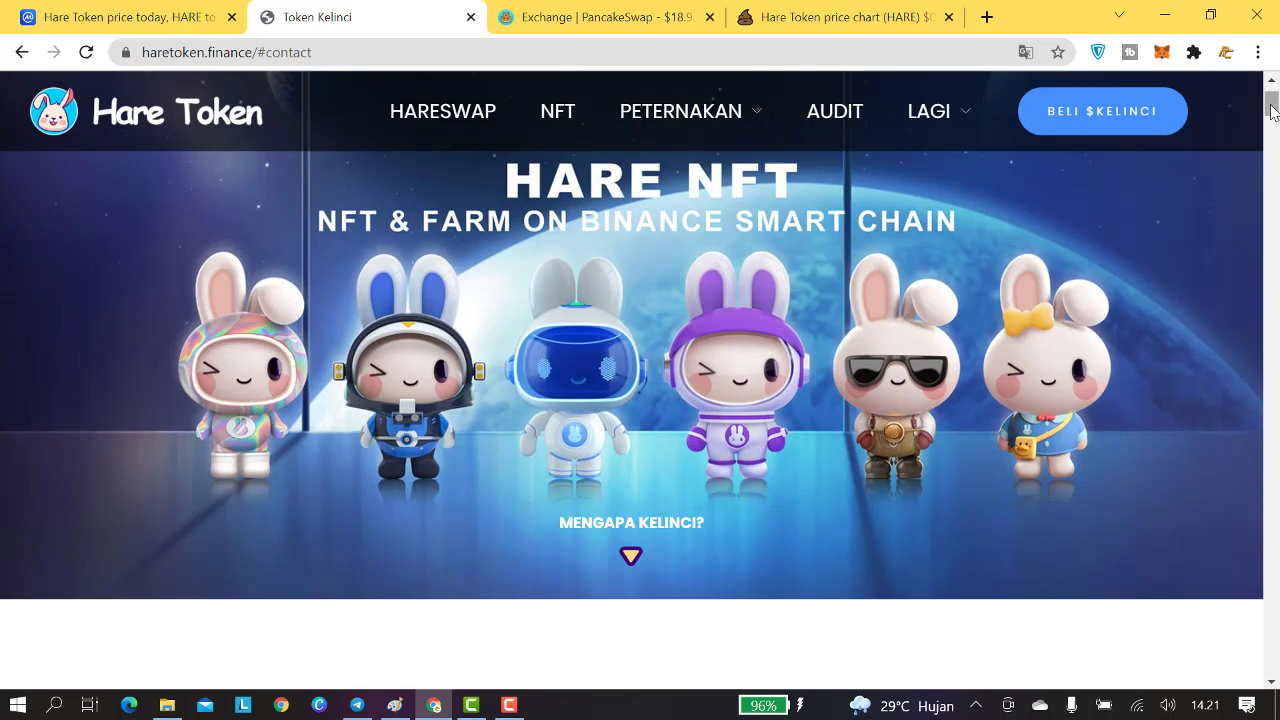 Hare Token price today, HARE to
Token Kelinci
Exchange | PancakeSwap - $18.9
Hare Token price chart (HARE) $0
haretoken.finance/#contact
Hare Token
HARESWAP
NFT
PETERNAKAN
AUDIT
LAGI
BELI $KELINCI
HARE NFT
NFT & FARM ON BINANCE SMART CHAIN
MENGAPA KELINCI?
96%
29°C Hujan
14.21